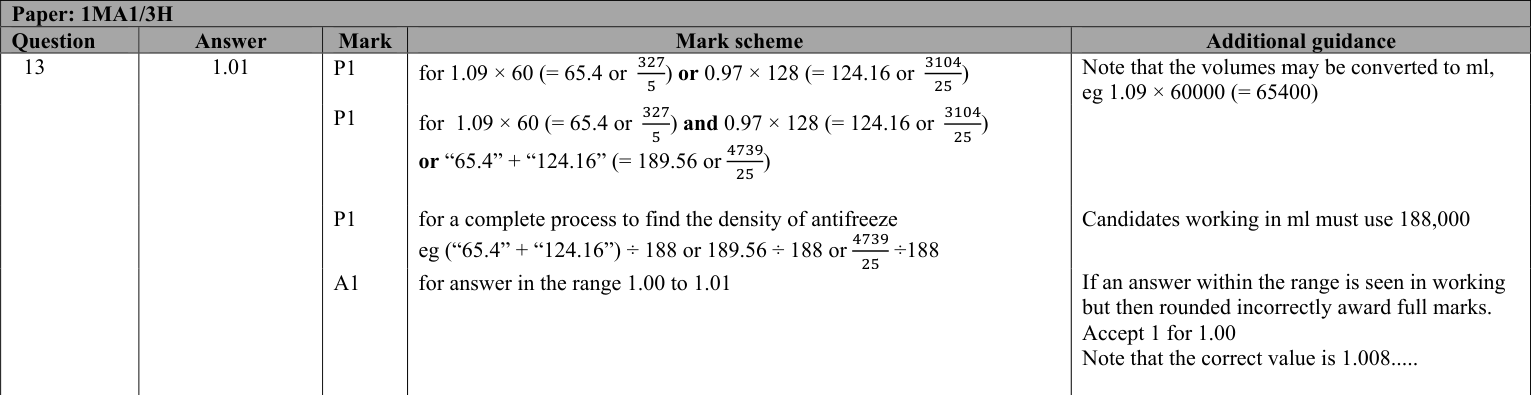 Paper: 1MA1/3H
Question Answer Mark Mark scheme Additional guidance
13 1.01 P1 for 1.09 × 60 (= 65.4 or 327/5) or 0.97 × 128 (= 124.16 or 3104/25) Note that the volumes may be converted to ml,
eg 1.09 × 60000 (= 65400)
P1 for 1.09 × 60 (= 65.4 or 327/5) and 0.97 × 128 (= 124.16 or 3104/25)
or “65.4” + “124.16” (= 189.56 or 4739/25)
P1 for a complete process to find the density of antifreeze Candidates working in ml must use 188,000
eg (“65.4” + “124.16”) ÷ 188 or 189.56 ÷ 188 or 4739/25 ÷188
A1 for answer in the range 1.00 to 1.01 If an answer within the range is seen in working
but then rounded incorrectly award full marks.
Accept 1 for 1.00
Note that the correct value is 1.008.....